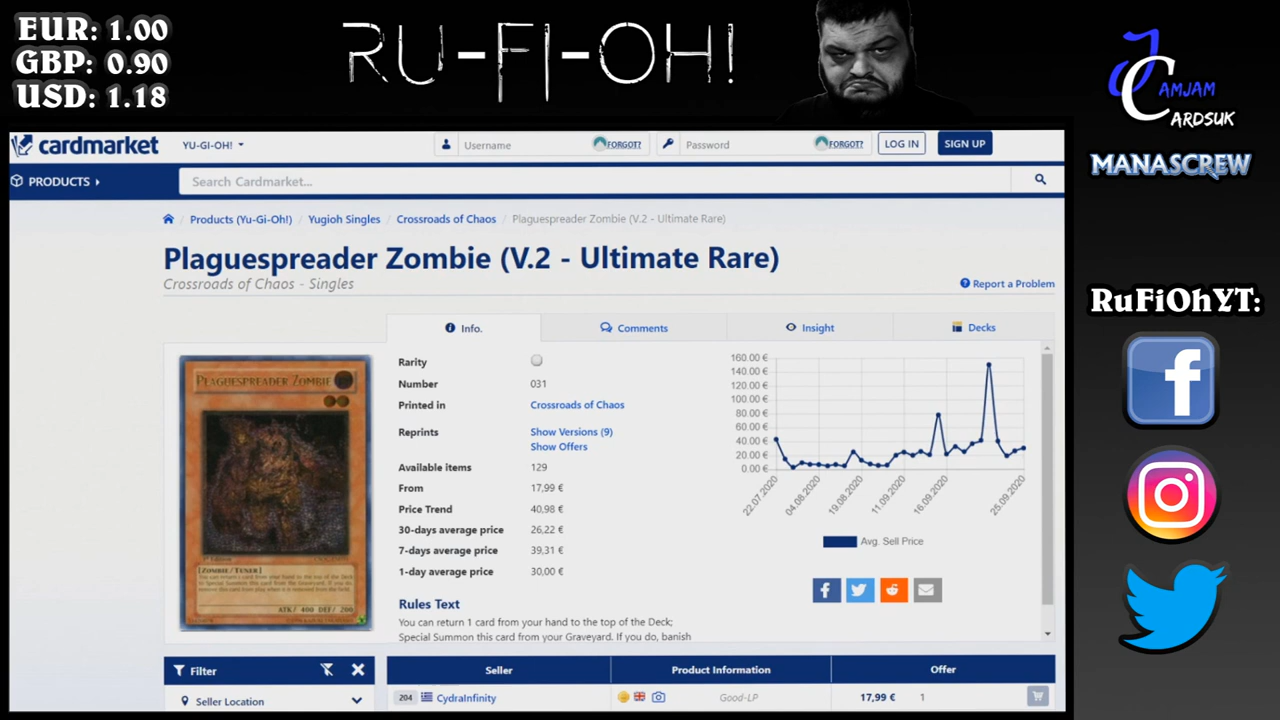 EUR: 1.00
GBP: 0.90
USD: 1.18
RU-FI-OH!
JAMJAM
CARDSUK
MANASCREW
RuFiOhYT:
cardmarket
YU-GI-OH!
Username
FORGOT?
Password
FORGOT?
LOG IN
SIGN UP
PRODUCTS
Search Cardmarket...
Products (Yu-Gi-Oh!) / Yugioh Singles / Crossroads of Chaos / Plaguespreader Zombie (V.2 - Ultimate Rare)
Plaguespreader Zombie (V.2 - Ultimate Rare)
Crossroads of Chaos - Singles
Report a Problem
Info.
Comments
Insight
Decks
PLAGUESPREADER ZOMBIE
1st Edition
[ZOMBIE/TUNER]
ATK/ 400 DEF/ 200
Rarity
Number 031
Printed in Crossroads of Chaos
Reprints Show Versions (9)
Show Offers
Available items 129
From 17,99 €
Price Trend 40,98 €
30-days average price 26,22 €
7-days average price 39,31 €
1-day average price 30,00 €
Rules Text
You can return 1 card from your hand to the top of the Deck;
Special Summon this card from your Graveyard. If you do, banish
160.00 €
140.00 €
120.00 €
100.00 €
80.00 €
60.00 €
40.00 €
20.00 €
0.00 €
22.07.2020
04.08.2020
19.08.2020
11.09.2020
16.09.2020
25.09.2020
Avg. Sell Price
Filter
Seller Location
Seller
Product Information
Offer
204 CydraInfinity Good-LP 17,99 € 1